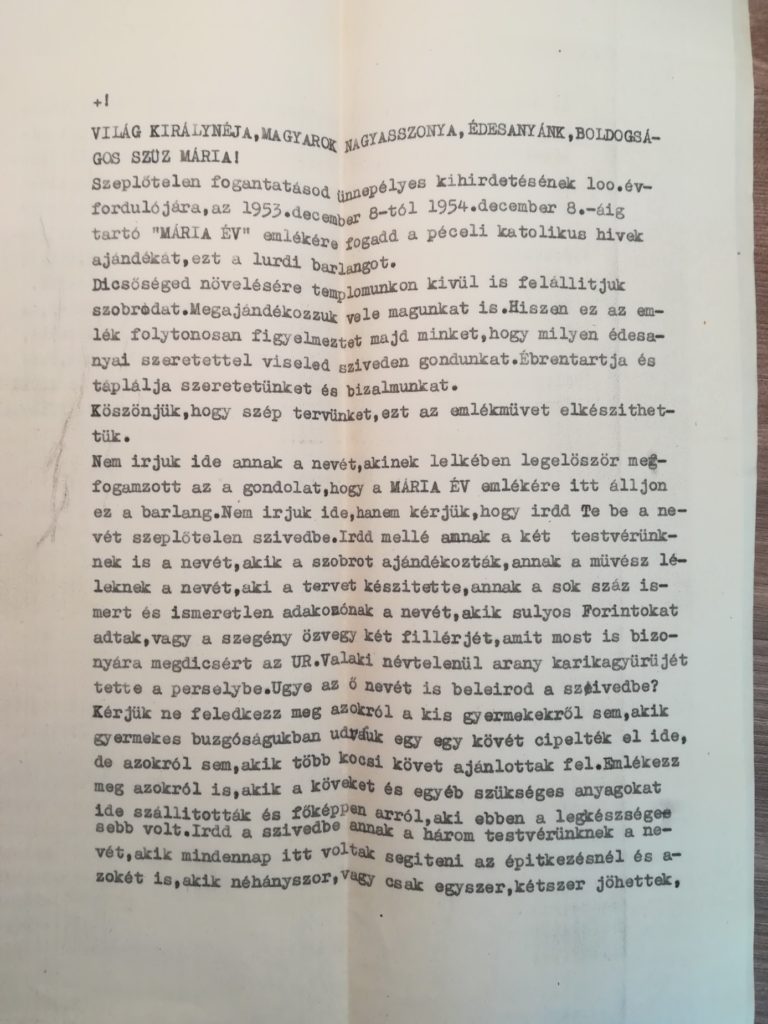 +!
VILÁG KIRÁLYNÉJA,MAGYAROK NAGYASSZONYA,ÉDESANYÁNK,BOLDOGSÁ-
GOS SZÜZ MÁRIA!
Szeplőtelen fogantatásod ünnepélyes kihirdetésének loo.év-
fordulójára,az 1953.december 8-tól 1954.december 8.-áig
tartó "MÁRIA ÉV" emlékére fogadd a péceli katolikus hivek
ajándékát,ezt a lurdi barlangot.
Dicsőséged növelésére templomunkon kivül is felállitjuk
szobrodat.Megajándékozzuk vele magunkat is.Hiszen ez az em-
lék folytonosan figyelmeztet majd minket,hogy milyen édesa-
nyai szeretettel viseled sziveden gondunkat.Ébrentartja és
táplálja szeretetünket és bizalmunkat.
Köszönjük,hogy szép tervünket,ezt az emlékmüvet elkészithet-
tük.
Nem irjuk ide annak a nevét,akinek lelkében legelöször meg-
fogamzott az a gondolat,hogy a MÁRIA ÉV emlékére itt álljon
ez a barlang.Nem irjuk ide,hanem kérjük,hogy irdd Te be a ne-
vét szeplőtelen szivedbe.Irdd mellé annak a két testvérünk-
nek is a nevét,akik a szobrot ajándékozták,annak a müvész lé-
leknek a nevét,aki a tervet készitette,annak a sok száz is-
mert és ismeretlen adakozónak a nevét,akik sulyos Forintokat
adtak,vagy a szegény özvegy két fillérjét,amit most is bizo-
nyára megdicsért az UR.Valaki névtelenül arany karikagyürüjét
tette a perselybe.Ugye az ő nevét is beleirod a szivedbe?
Kérjük ne feledkezz meg azokról a kis gyermekekről sem,akik
gyermekes buzgóságukban udvauk egy egy kövét cipelték el ide,
de azokról sem,akik több kocsi követ ajánlottak fel.Emlékezz
meg azokról is,akik a köveket és egyéb szükséges anyagokat
ide szállitották és főképpen arról,aki ebben a legkészsége
sebb volt.Irdd a szivedbe annak a három testvérünknek a ne-
vét,akik mindennap itt voltak segiteni az épitkezésnél és a-
zokét is,akik néhányszor,vagy csak egyszer,kétszer jöhettek,